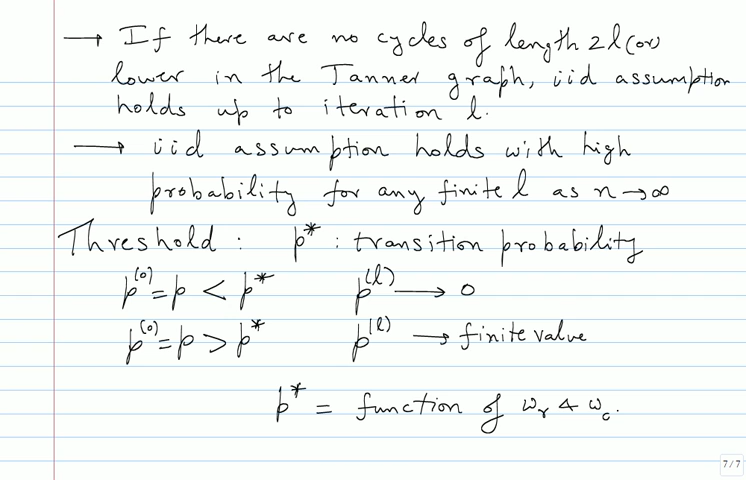 → If there are no cycles of length 2l (or)
lower in the Tanner graph, iid assumption
holds up to iteration l.
→ iid assumption holds with high
probability for any finite l as n → ∞
Threshold : p* : transition probability
p^(0) = p < p* p^(l) → 0
p^(0) = p > p* p^(l) → finite value
p* = function of w_r & w_c.
7/7